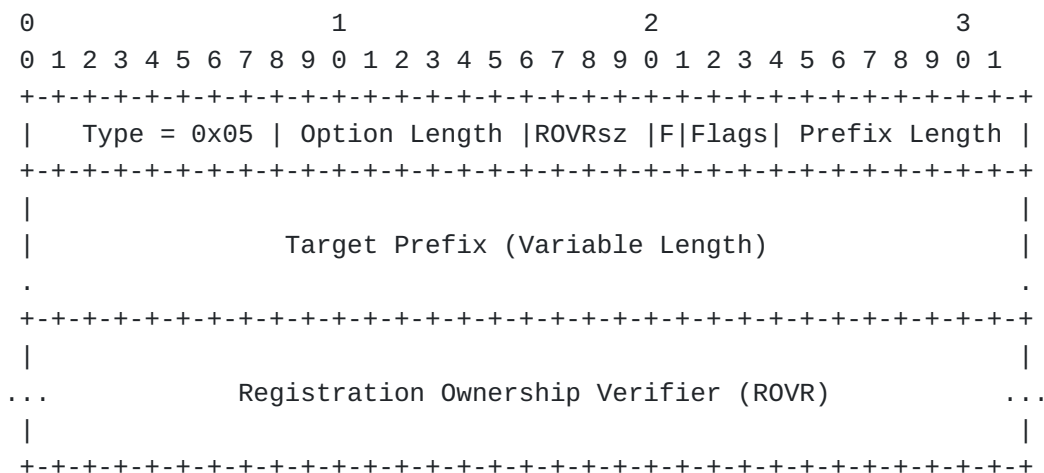 0                   1                   2                   3
0 1 2 3 4 5 6 7 8 9 0 1 2 3 4 5 6 7 8 9 0 1 2 3 4 5 6 7 8 9 0 1
+-+-+-+-+-+-+-+-+-+-+-+-+-+-+-+-+-+-+-+-+-+-+-+-+-+-+-+-+-+-+-+-+
|   Type = 0x05 | Option Length |ROVRsz |F|Flags| Prefix Length |
+-+-+-+-+-+-+-+-+-+-+-+-+-+-+-+-+-+-+-+-+-+-+-+-+-+-+-+-+-+-+-+-+
|                                                               |
|                Target Prefix (Variable Length)                |
.                                                               .
+-+-+-+-+-+-+-+-+-+-+-+-+-+-+-+-+-+-+-+-+-+-+-+-+-+-+-+-+-+-+-+-+
|                                                               |
...            Registration Ownership Verifier (ROVR)           ...
|                                                               |
+-+-+-+-+-+-+-+-+-+-+-+-+-+-+-+-+-+-+-+-+-+-+-+-+-+-+-+-+-+-+-+-+